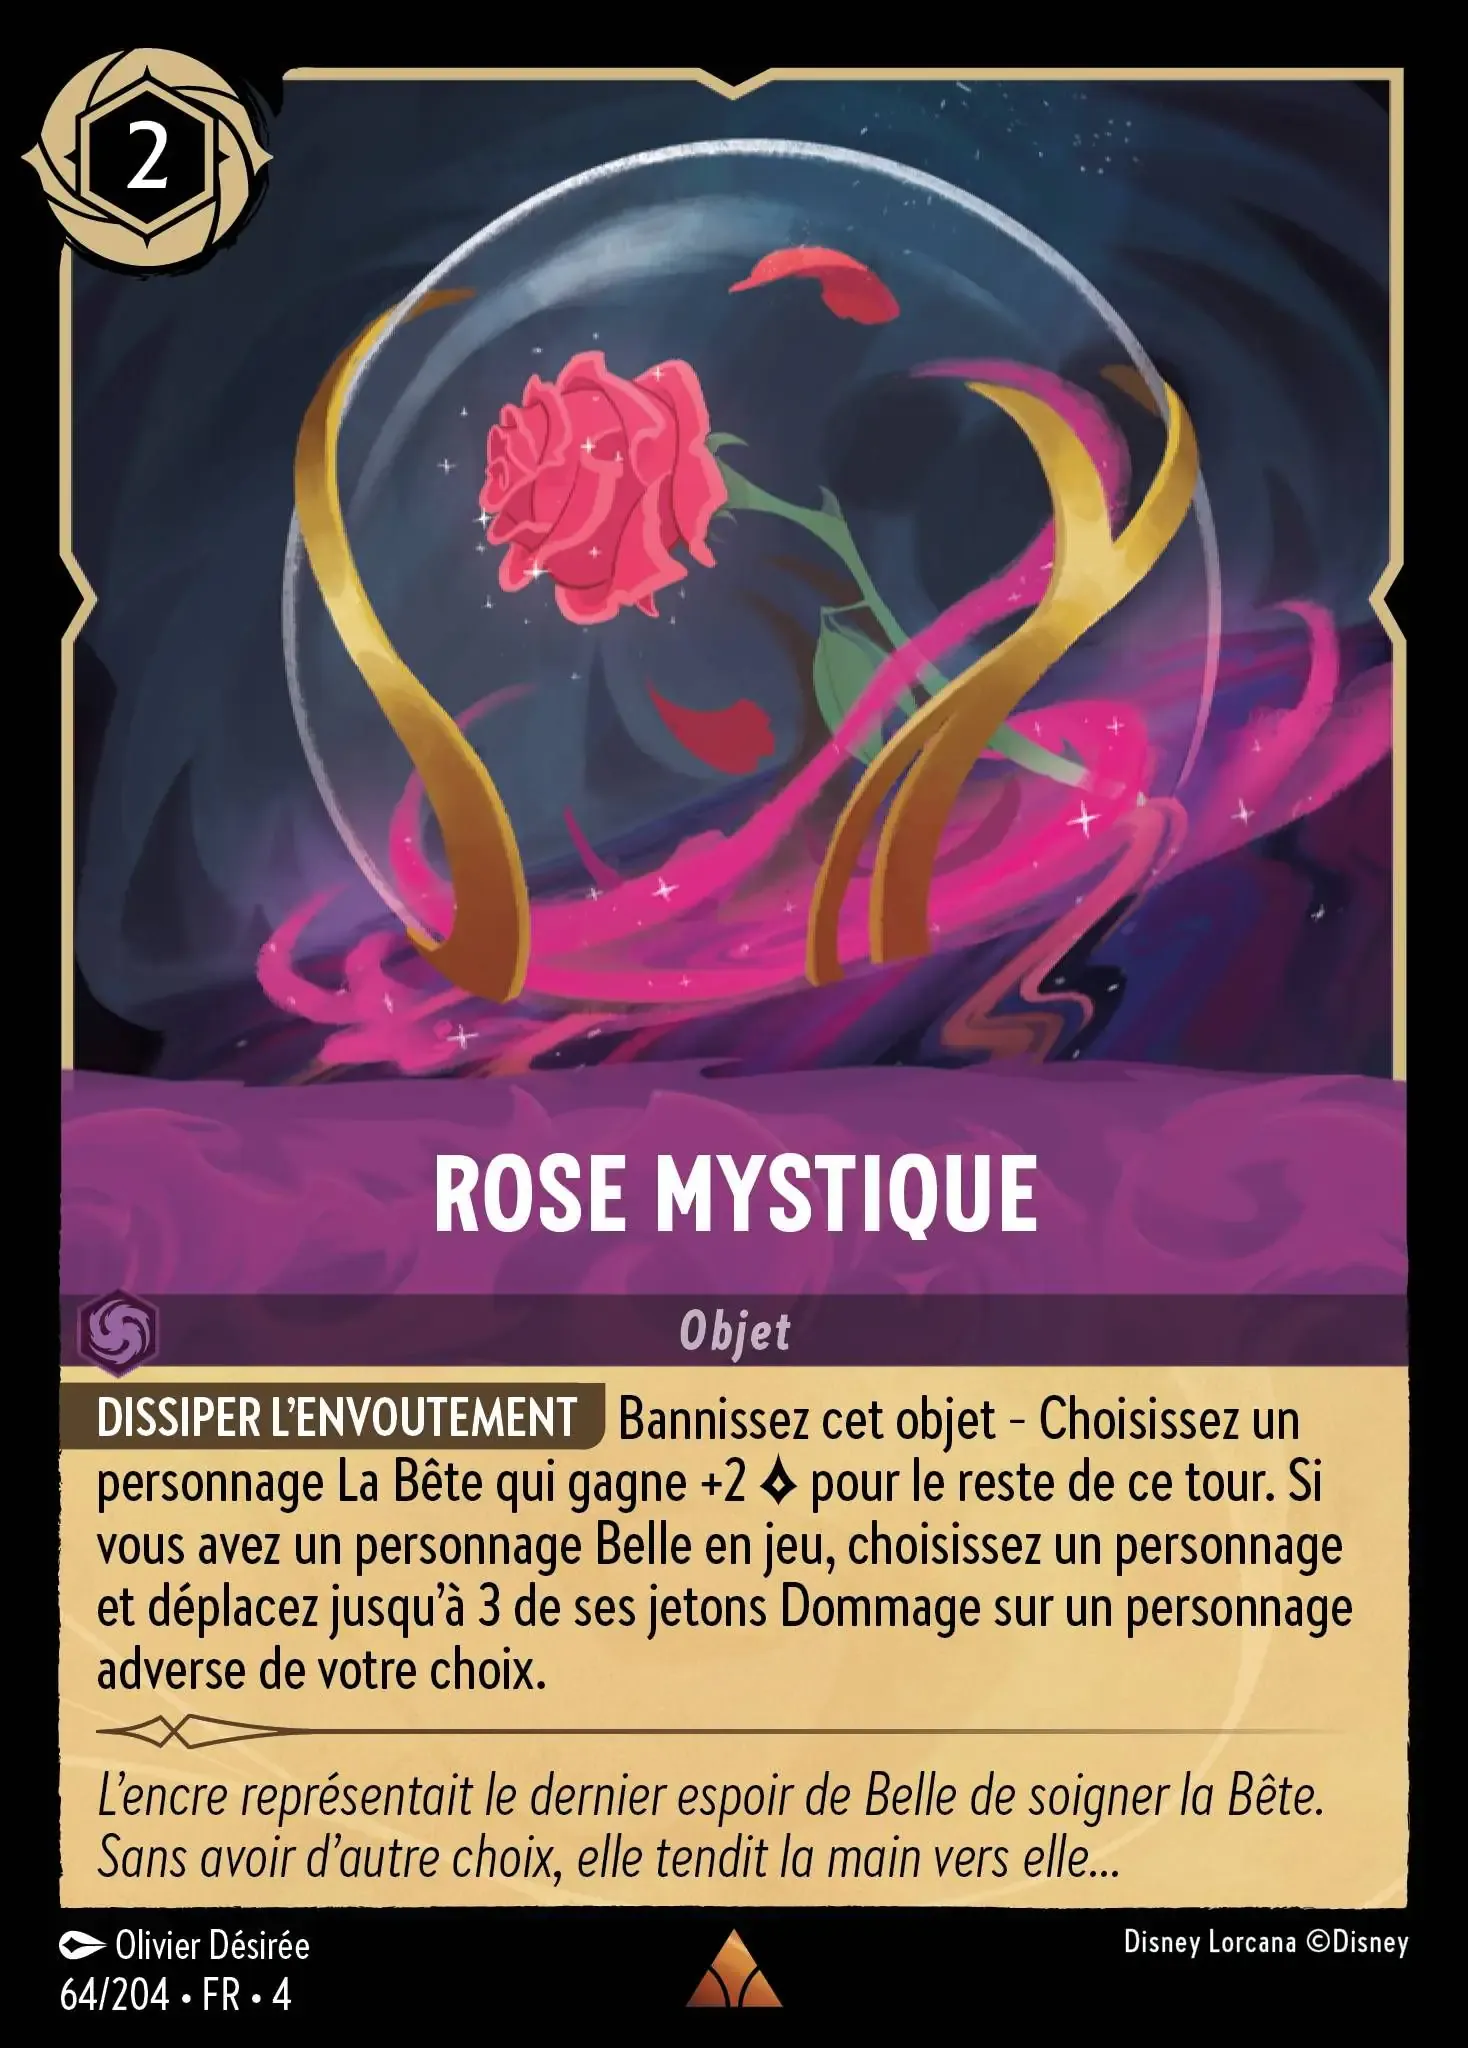 2
ROSE MYSTIQUE
Objet
DISSIPER L'ENVOUTEMENT Bannissez cet objet - Choisissez un
personnage La Bête qui gagne +2 pour le reste de ce tour. Si
vous avez un personnage Belle en jeu, choisissez un personnage
et déplacez jusqu'à 3 de ses jetons Dommage sur un personnage
adverse de votre choix.
L'encre représentait le dernier espoir de Belle de soigner la Bête.
Sans avoir d'autre choix, elle tendit la main vers elle...
Olivier Désirée
Disney Lorcana ©Disney
64/204 • FR • 4